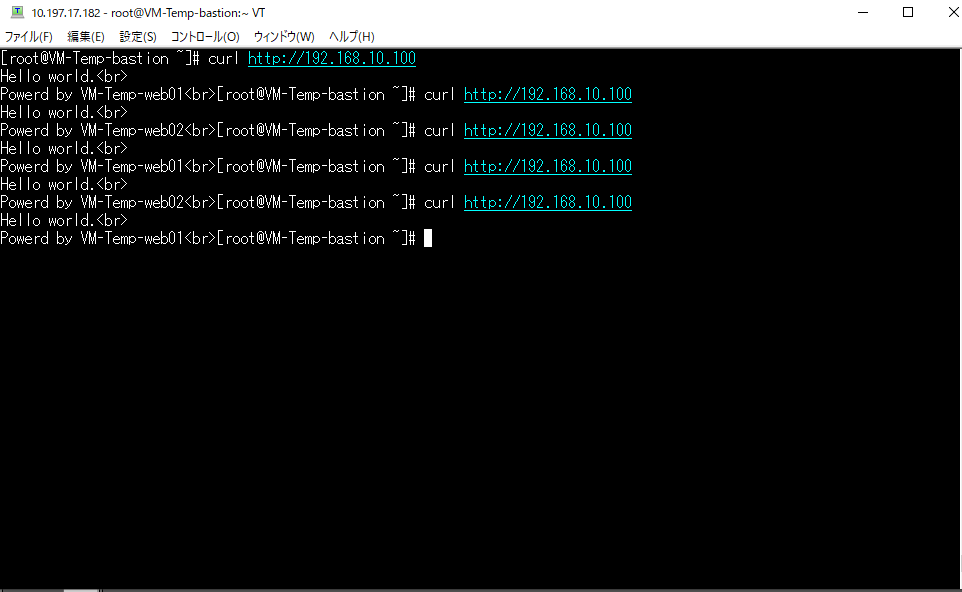 10.197.17.182 - root@VM-Temp-bastion:~ VT
ファイル(F) 編集(E) 設定(S) コントロール(O) ウィンドウ(W) ヘルプ(H)
[root@VM-Temp-bastion ~]# curl http://192.168.10.100
Hello world.<br>
Powerd by VM-Temp-web01<br>[root@VM-Temp-bastion ~]# curl http://192.168.10.100
Hello world.<br>
Powerd by VM-Temp-web02<br>[root@VM-Temp-bastion ~]# curl http://192.168.10.100
Hello world.<br>
Powerd by VM-Temp-web01<br>[root@VM-Temp-bastion ~]# curl http://192.168.10.100
Hello world.<br>
Powerd by VM-Temp-web02<br>[root@VM-Temp-bastion ~]# curl http://192.168.10.100
Hello world.<br>
Powerd by VM-Temp-web01<br>[root@VM-Temp-bastion ~]#